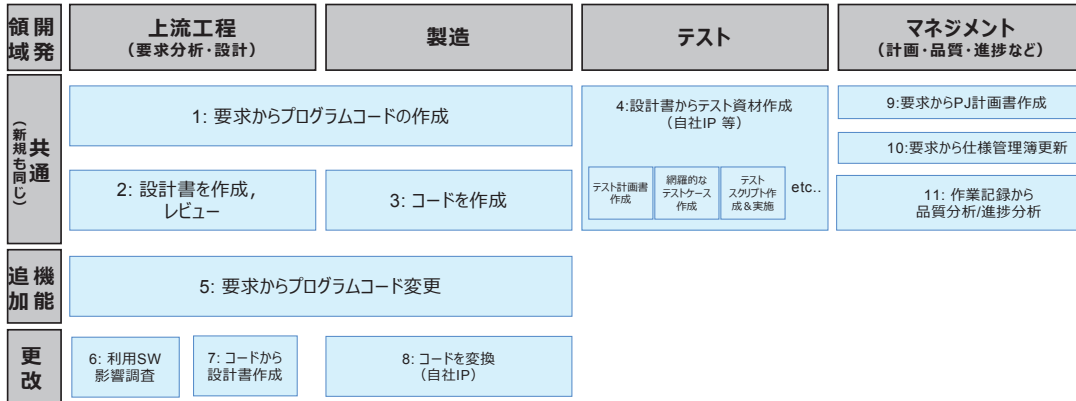 開発
領域
上流工程
(要求分析・設計)
製造
テスト
マネジメント
(計画・品質・進捗など)
共通
(新規も同じ)
1: 要求からプログラムコードの作成
2: 設計書を作成,
レビュー
3: コードを作成
4:設計書からテスト資材作成
(自社IP 等)
テスト計画書
作成
網羅的な
テストケース
作成
テスト
スクリプト作
成&実施
etc..
9:要求からPJ計画書作成
10:要求から仕様管理簿更新
11: 作業記録から
品質分析/進捗分析
機能
追加
5: 要求からプログラムコード変更
更
改
6: 利用SW
影響調査
7: コードから
設計書作成
8: コードを変換
(自社IP)